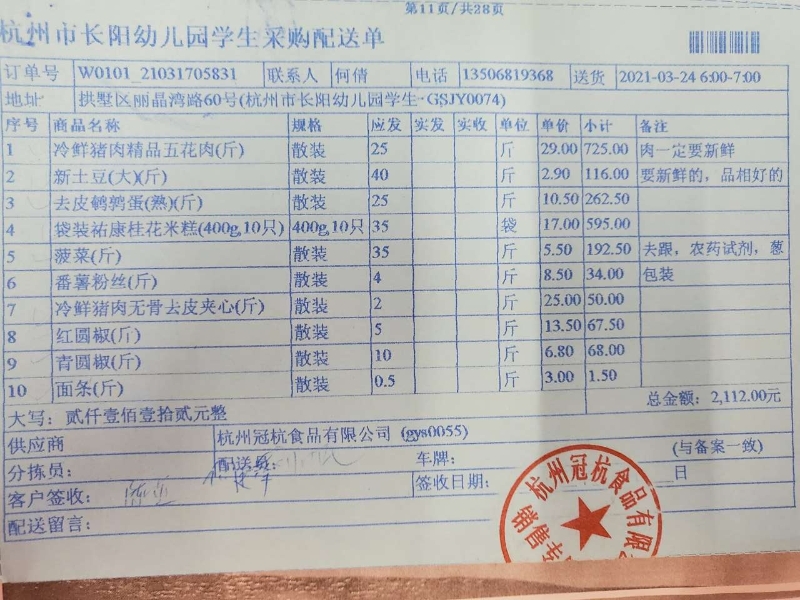 第11页/共28页
杭州市长阳幼儿园学生采购配送单
订单号 W0101_21031705831 联系人 何倩 电话 13506819368 送货 2021-03-24 6:00-7:00
地址 拱墅区丽晶湾路60号(杭州市长阳幼儿园学生-GSJY0074)
序号 商品名称 规格 应发 实发 实收 单位 单价 小计 备注
1 冷鲜猪肉精品五花肉(斤) 散装 25 斤 29.00 725.00 肉一定要新鲜
2 新土豆(大)(斤) 散装 40 斤 2.90 116.00 要新鲜的，品相好的
3 去皮鹌鹑蛋(熟)(斤) 散装 25 斤 10.50 262.50
4 袋装祐康桂花米糕(400g,10只) 400g,10只 35 袋 17.00 595.00
5 菠菜(斤) 散装 35 斤 5.50 192.50 去跟，农药试剂，葱
6 番薯粉丝(斤) 散装 4 斤 8.50 34.00 包装
7 冷鲜猪肉无骨去皮夹心(斤) 散装 2 斤 25.00 50.00
8 红圆椒(斤) 散装 5 斤 13.50 67.50
9 青圆椒(斤) 散装 10 斤 6.80 68.00
10 面条(斤) 散装 0.5 斤 3.00 1.50
总金额：2,112.00元
大写：贰仟壹佰壹拾贰元整
供应商 杭州冠杭食品有限公司 (gys0055) (与备案一致)
分拣员： 配送员： 车牌：
客户签收： 签收日期： 日
配送留言：
杭州冠杭食品有限
销售专